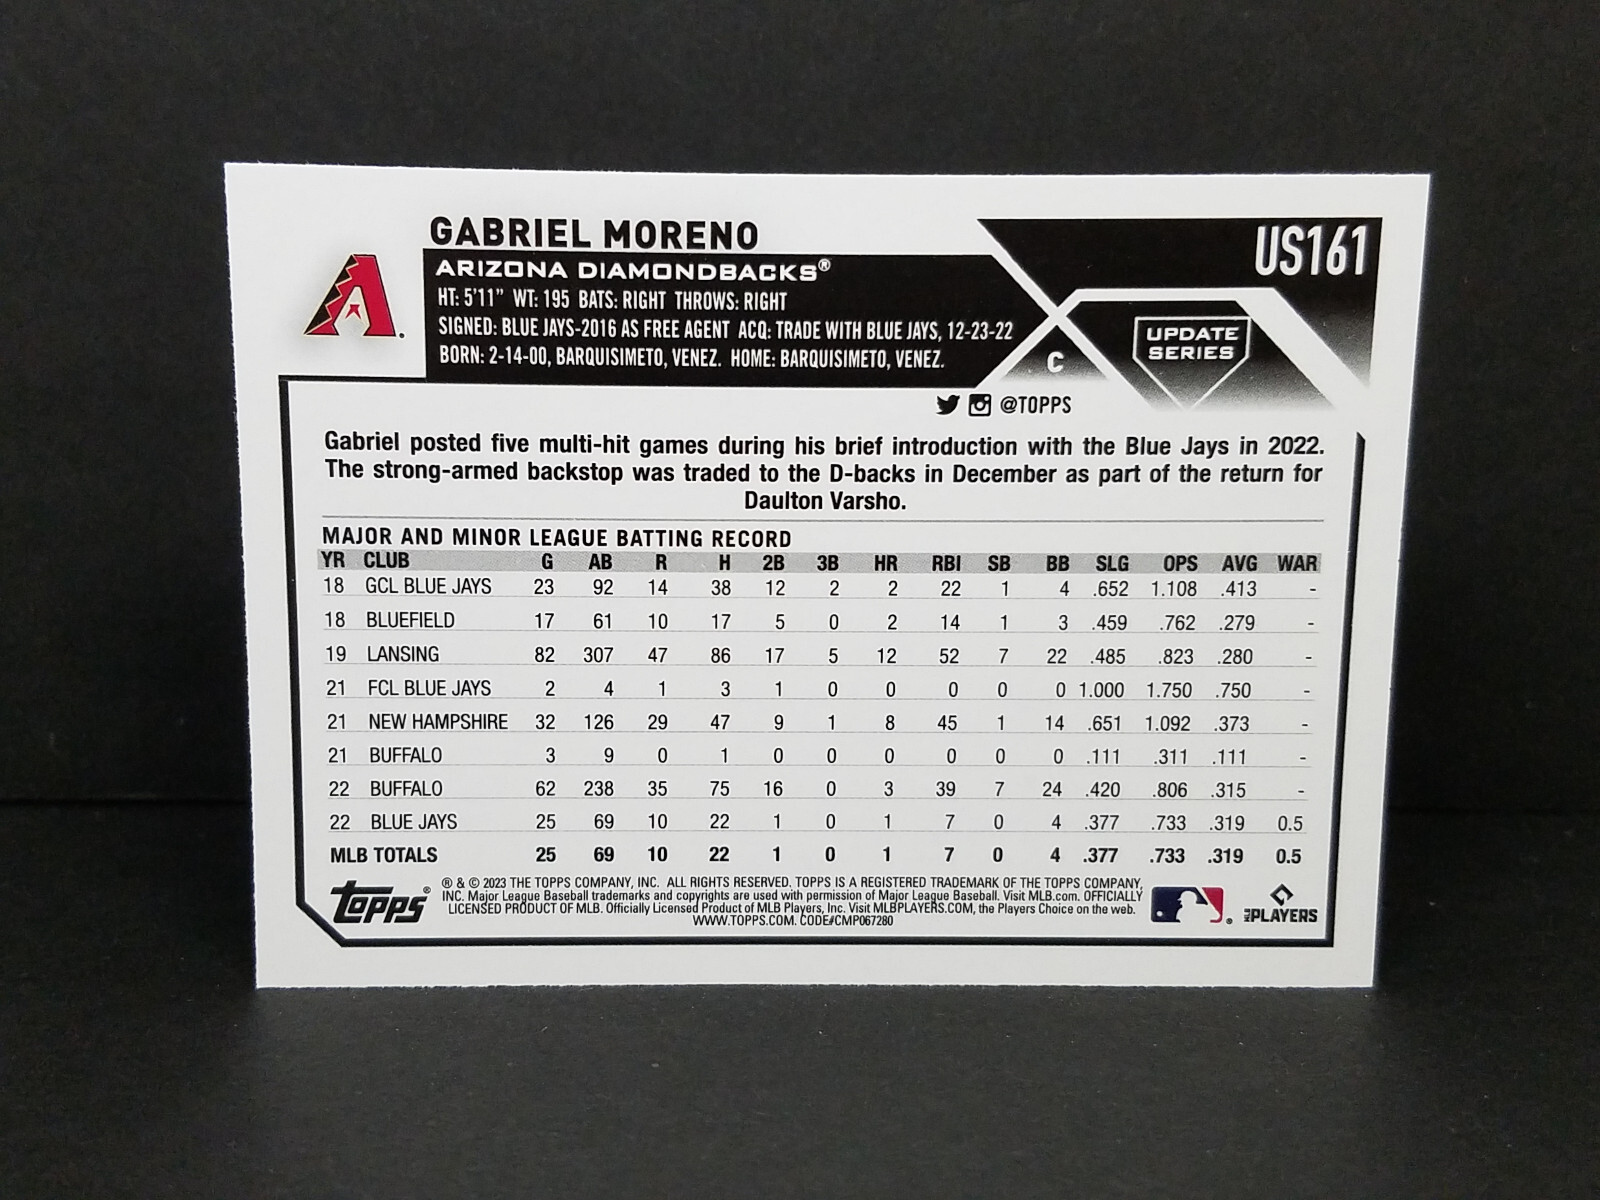 GABRIEL MORENO
US161
ARIZONA DIAMONDBACKS®
HT: 5'11" WT: 195 BATS: RIGHT THROWS: RIGHT
SIGNED: BLUE JAYS-2016 AS FREE AGENT ACQ: TRADE WITH BLUE JAYS, 12-23-22
BORN: 2-14-00, BARQUISIMETO, VENEZ. HOME: BARQUISIMETO, VENEZ.
C
UPDATE
SERIES
@TOPPS
Gabriel posted five multi-hit games during his brief introduction with the Blue Jays in 2022.
The strong-armed backstop was traded to the D-backs in December as part of the return for
Daulton Varsho.
MAJOR AND MINOR LEAGUE BATTING RECORD
YR CLUB G AB R H 2B 3B HR RBI SB BB SLG OPS AVG WAR
18 GCL BLUE JAYS 23 92 14 38 12 2 2 22 1 4 .652 1.108 .413 -
18 BLUEFIELD 17 61 10 17 5 0 2 14 1 3 .459 .762 .279 -
19 LANSING 82 307 47 86 17 5 12 52 7 22 .485 .823 .280 -
21 FCL BLUE JAYS 2 4 1 3 1 0 0 0 0 0 1.000 1.750 .750 -
21 NEW HAMPSHIRE 32 126 29 47 9 1 8 45 1 14 .651 1.092 .373 -
21 BUFFALO 3 9 0 1 0 0 0 0 0 0 .111 .311 .111 -
22 BUFFALO 62 238 35 75 16 0 3 39 7 24 .420 .806 .315 -
22 BLUE JAYS 25 69 10 22 1 0 1 7 0 4 .377 .733 .319 0.5
MLB TOTALS 25 69 10 22 1 0 1 7 0 4 .377 .733 .319 0.5
Topps®
® & © 2023 THE TOPPS COMPANY, INC. ALL RIGHTS RESERVED. TOPPS IS A REGISTERED TRADEMARK OF THE TOPPS COMPANY,
INC. Major League Baseball trademarks and copyrights are used with permission of Major League Baseball. Visit MLB.com. OFFICIALLY
LICENSED PRODUCT OF MLB. Officially Licensed Product of MLB Players, Inc. Visit MLBPLAYERS.COM, the Players Choice on the web.
WWW.TOPPS.COM. CODE#CMP067280
MLB PLAYERS